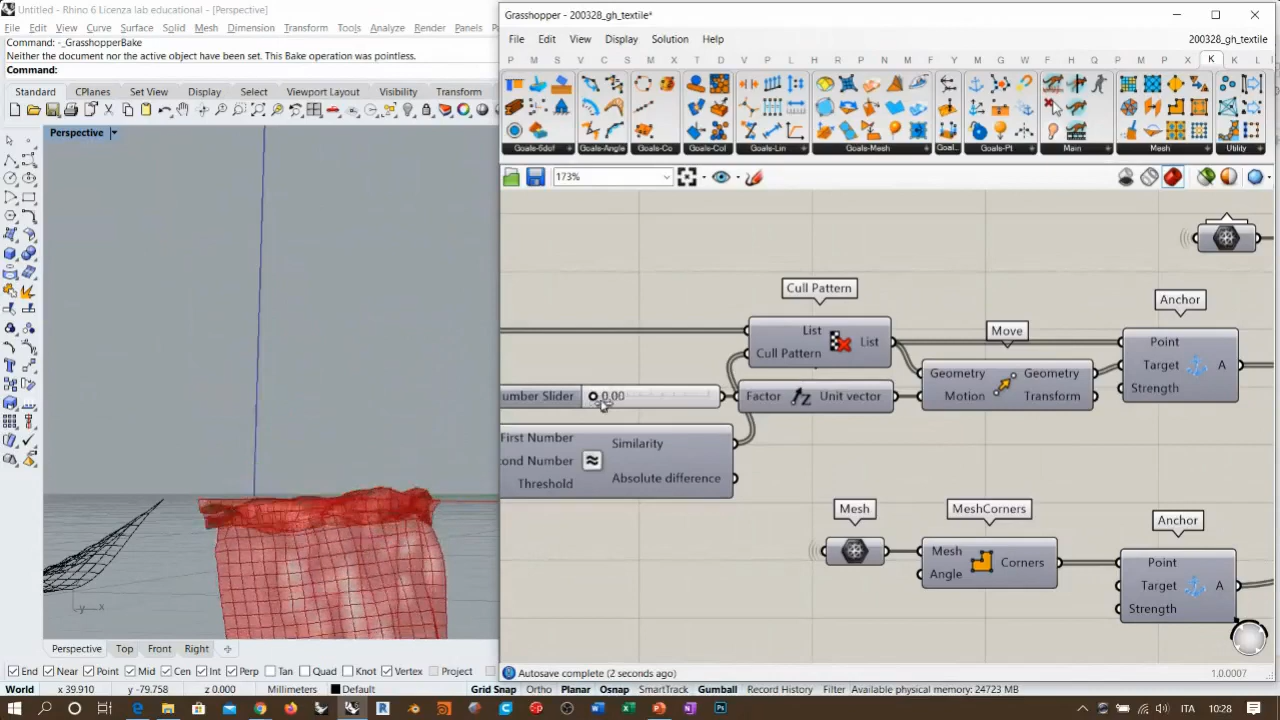 Untitled - Rhino 6 Licenza lab educational - [Perspective]
File Edit View Curve Surface Solid Mesh Dimension Transform Tools Analyze Render Panels
Command: -_GrasshopperBake
Neither the document nor the active object have been set. This Bake operation was pointless.
Command:
Standard CPlanes Set View Display Select Viewport Layout Visibility Transform
Perspective
Grasshopper - 200328_gh_textile*
File Edit View Display Solution Help
200328_gh_textile*
P M S V C S M I D T X T D V P L H R P S N M L F Y K L E T F H S K W K L
Goals-6dof Goals-Angle Goals-Co Goals-Col Goals-Lin Goals-Mesh Goal... Goals-Pt Main Mesh Utility
173%
Cull Pattern
List
Cull Pattern
List
Move
Geometry
Motion
Geometry
Transform
Anchor
Point
Target
Strength
A
umber Slider
0.00
Factor
Unit vector
First Number
ond Number
Threshold
Similarity
Absolute difference
Mesh
MeshCorners
Mesh
Angle
Corners
Anchor
Point
Target
Strength
A
y x
Perspective Top Front Right
End Near Point Mid Cen Int Perp Tan Quad Knot Vertex Project
Autosave complete (2 seconds ago)
1.0.0007
World x 39.910 y -79.758 z 0.000 Millimeters Default Grid Snap Ortho Planar Osnap SmartTrack Gumball Record History Filter Available physical memory: 24723 MB
ITA 10:28